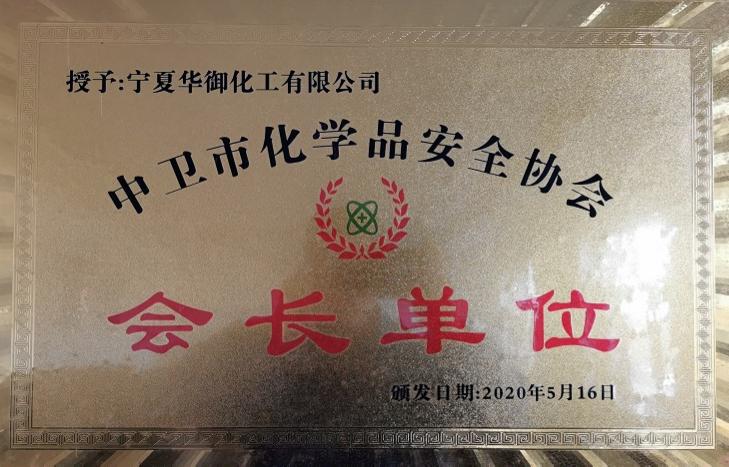 授予:宁夏华御化工有限公司
中卫市化学品安全协会
会长单位
颁发日期:2020年5月16日